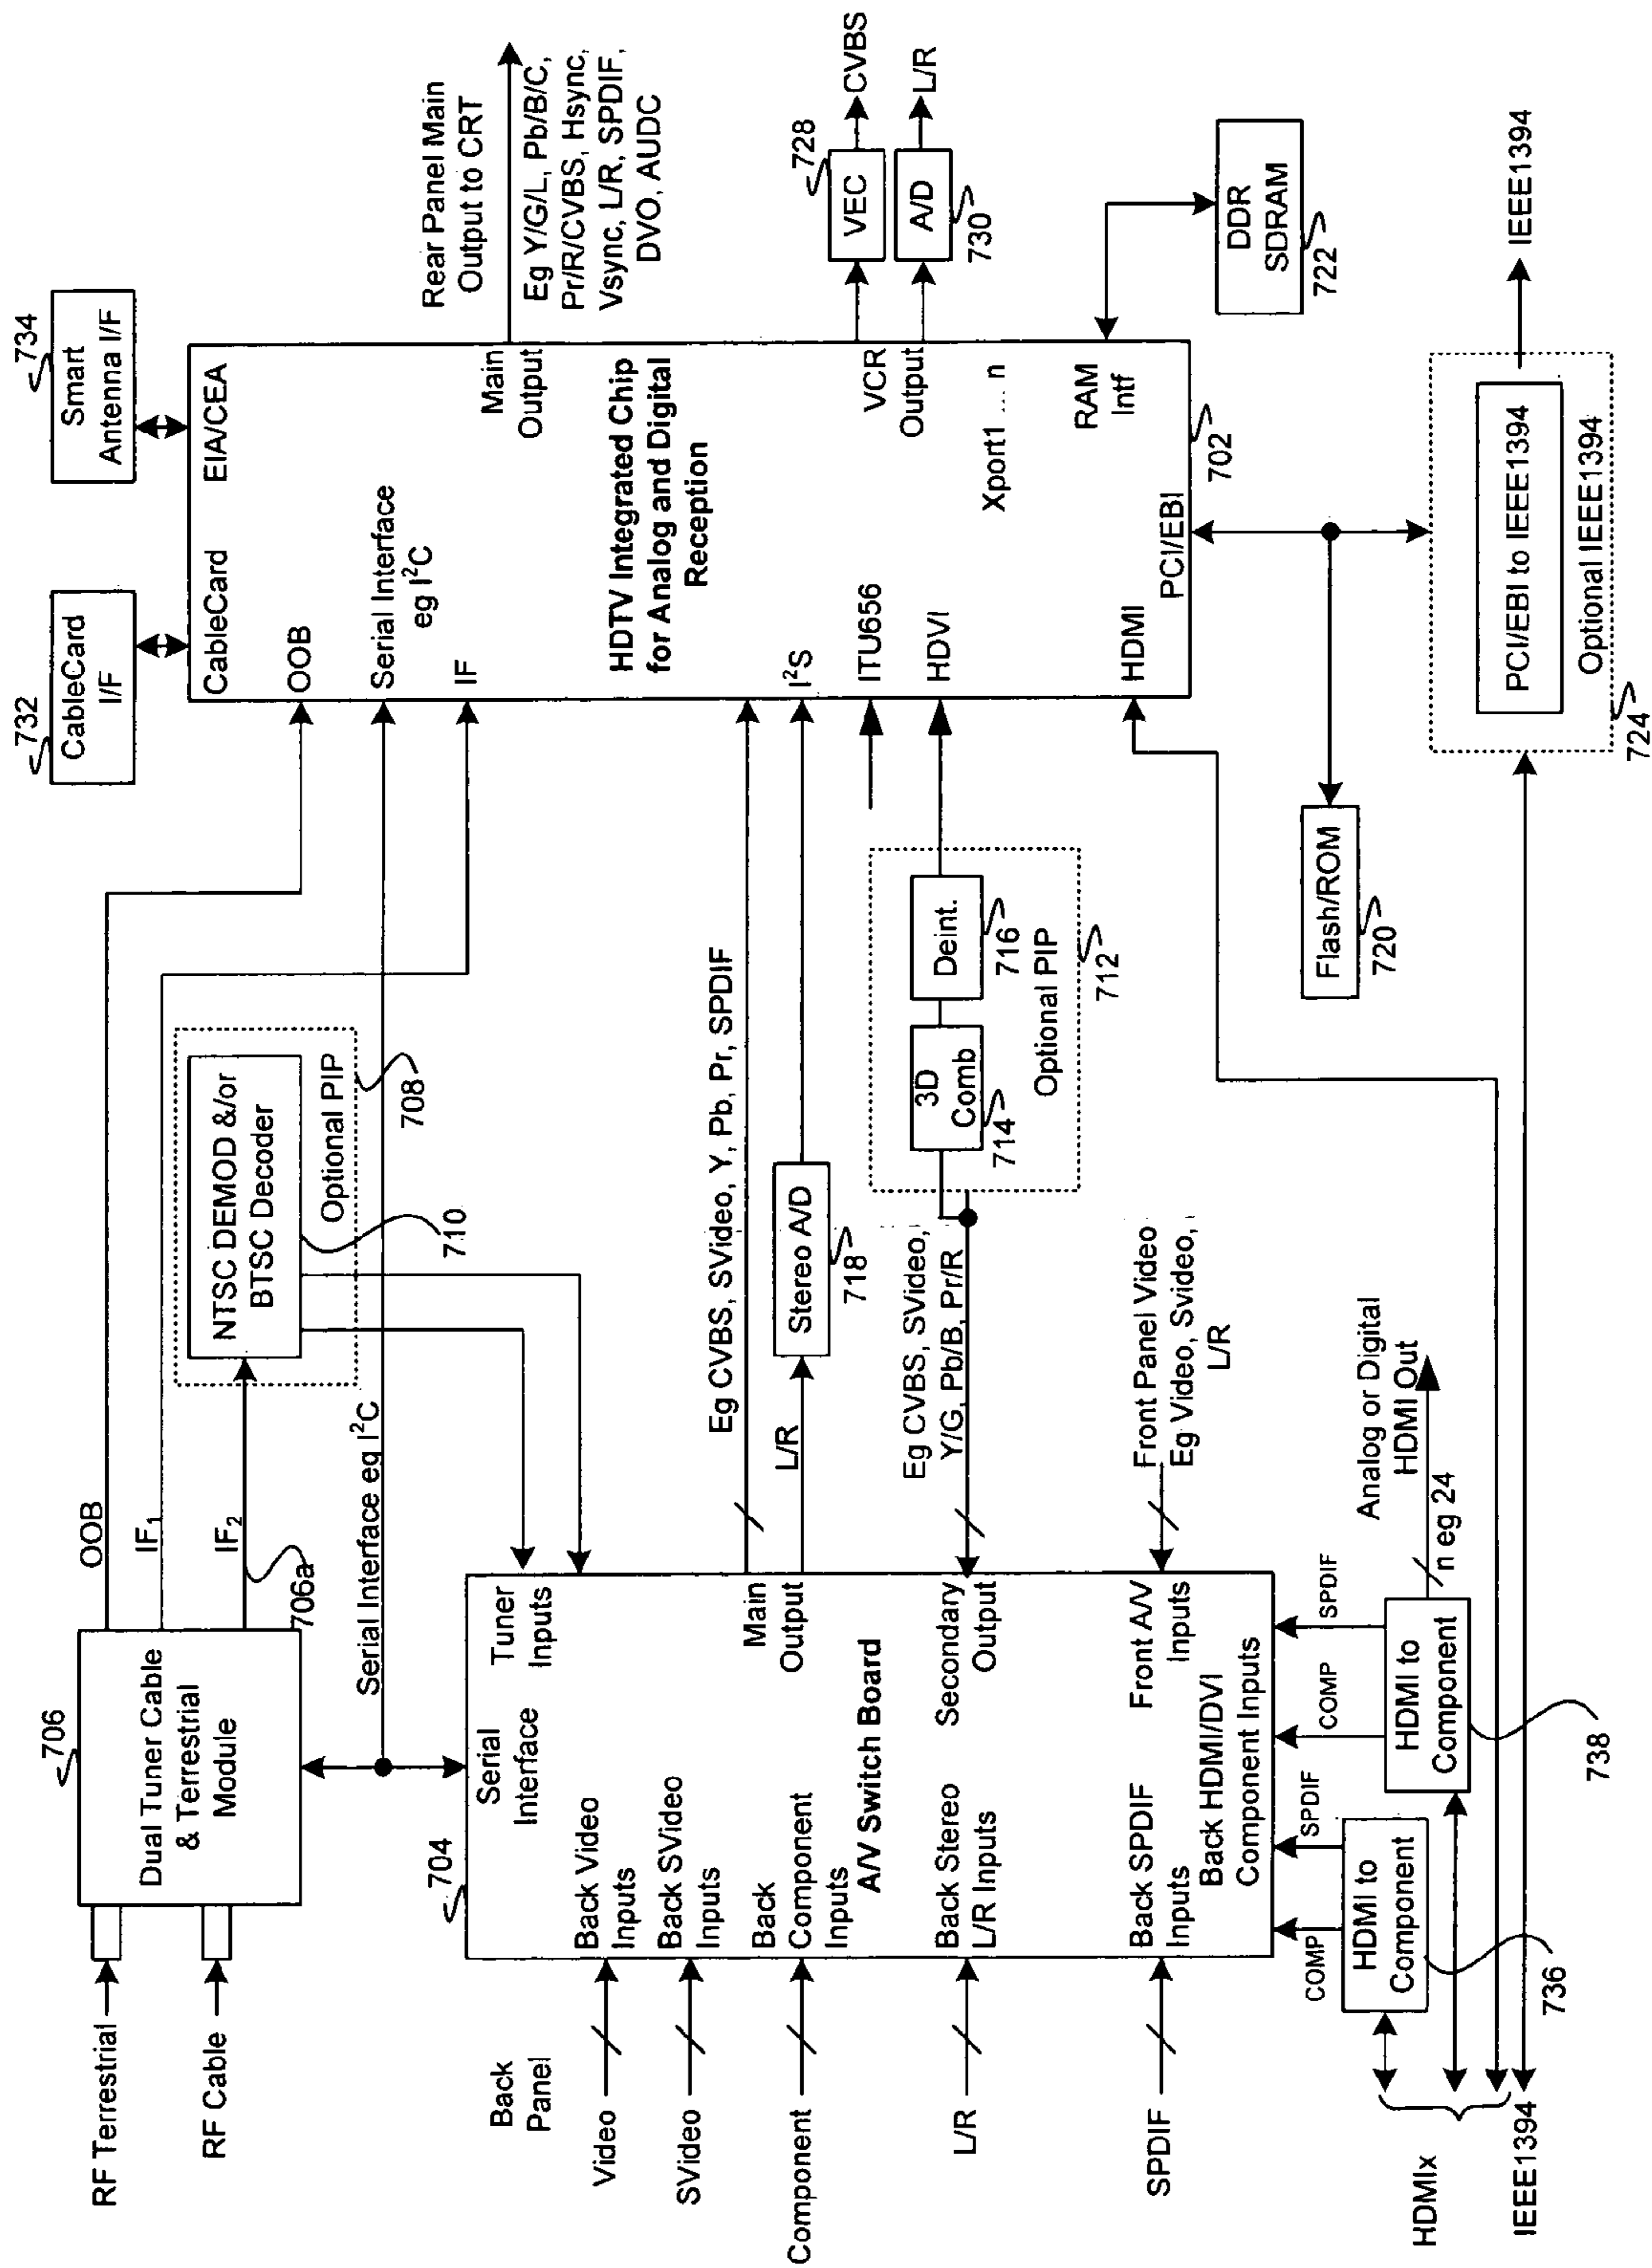 RF Terrestrial
RF Cable
706
Dual Tuner Cable
& Terrestrial
Module
OOB
IF1
IF2
706a
Serial Interface eg I²C
NTSC DEMOD &/or
BTSC Decoder
Optional PIP
708
710
732
CableCard
I/F
734
Smart
Antenna I/F
CableCard
EIA/CEA
OOB
Serial Interface
eg I²C
IF
Main
Output
HDTV Integrated Chip
for Analog and Digital
Reception
I²S
ITU656
HDVI
HDMI
VCR
Output
Xport1 ... n
RAM
Intf
PCI/EBI
702
Rear Panel Main
Output to CRT
Eg Y/G/L, Pb/B/C,
Pr/R/CVBS, Hsync,
Vsync, L/R, SPDIF,
DVO, AUDC
728
VEC
CVBS
A/D
L/R
730
DDR
SDRAM
722
Back
Panel
Video
SVideo
Component
L/R
SPDIF
704
Serial
Interface
Tuner
Inputs
Back Video
Inputs
Back SVideo
Inputs
Back
Component
Inputs
Main
Output
A/V Switch Board
Back Stereo
L/R Inputs
Secondary
Output
Back SPDIF
Inputs
Front A/V
Inputs
Back HDMI/DVI
Component Inputs
Eg CVBS, SVideo, Y, Pb, Pr, SPDIF
L/R
Stereo A/D
718
Eg CVBS, SVideo,
Y/G, Pb/B, Pr/R
3D
Comb
714
Deint.
716
Optional PIP
712
Front Panel Video
Eg Video, Svideo,
L/R
COMP
SPDIF
COMP
SPDIF
HDMI to
Component
736
HDMI to
Component
738
Analog or Digital
HDMI Out
n eg 24
Flash/ROM
720
PCI/EBI to IEEE1394
Optional IEEE1394
724
IEEE1394
HDMIx
IEEE1394